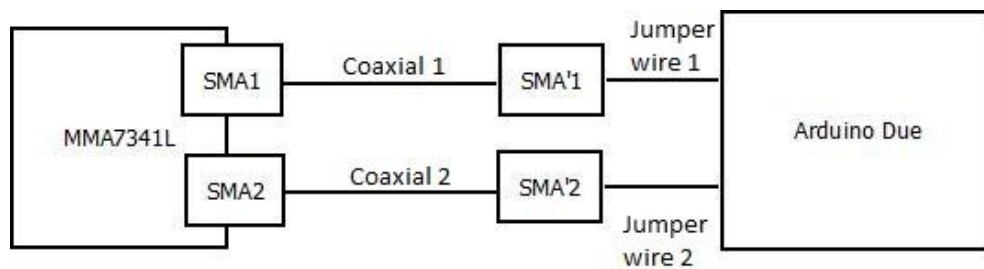 MMA7341L
SMA1
Coaxial 1
SMA'1
Jumper
wire 1
SMA2
Coaxial 2
SMA'2
Jumper
wire 2
Arduino Due